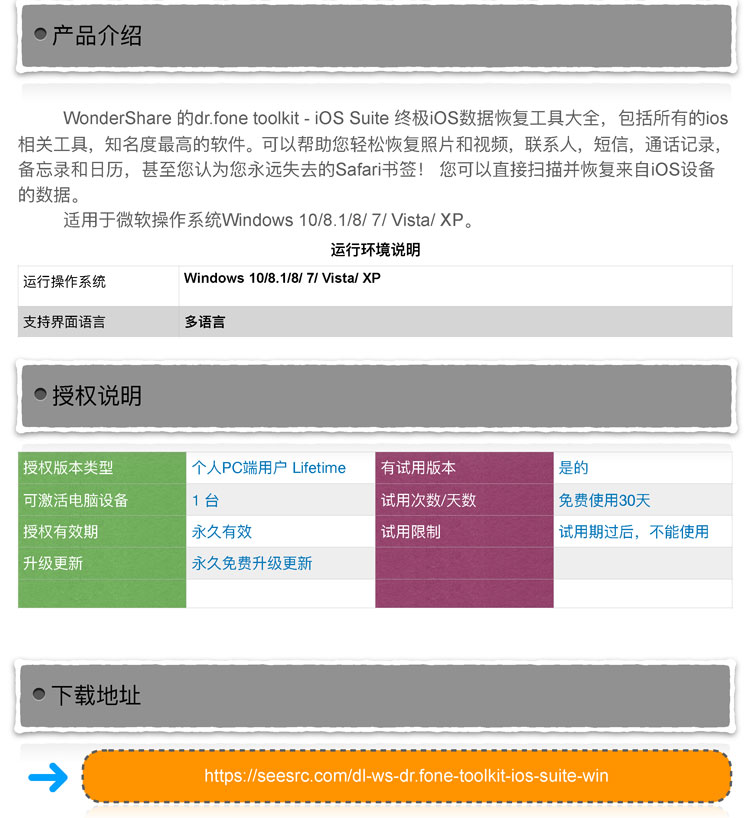 产品介绍
WonderShare 的dr.fone toolkit - iOS Suite 终极iOS数据恢复工具大全，包括所有的ios
相关工具，知名度最高的软件。可以帮助您轻松恢复照片和视频，联系人，短信，通话记录，
备忘录和日历，甚至您认为您永远失去的Safari书签！ 您可以直接扫描并恢复来自iOS设备
的数据。
适用于微软操作系统Windows 10/8.1/8/ 7/ Vista/ XP。
运行环境说明
运行操作系统 Windows 10/8.1/8/ 7/ Vista/ XP
支持界面语言 多语言
授权说明
授权版本类型 个人PC端用户 Lifetime 有试用版本 是的
可激活电脑设备 1 台 试用次数/天数 免费使用30天
授权有效期 永久有效 试用限制 试用期过后，不能使用
升级更新 永久免费升级更新
下载地址
https://seesrc.com/dl-ws-dr.fone-toolkit-ios-suite-win